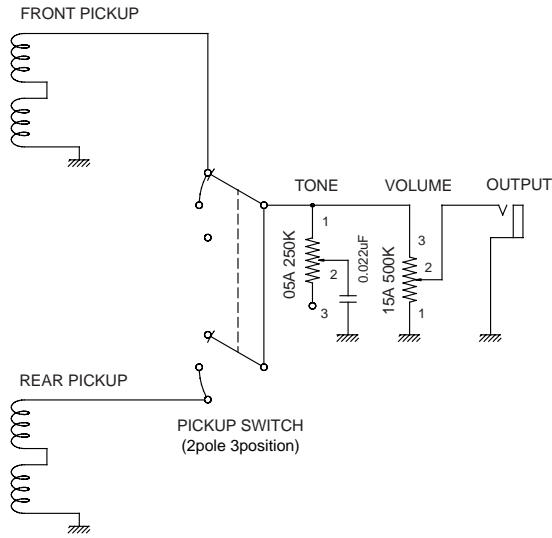 FRONT PICKUP
TONE
VOLUME
OUTPUT
1
05A 250K
2
3
0.022uF
3
15A 500K
2
1
REAR PICKUP
PICKUP SWITCH
(2pole 3position)